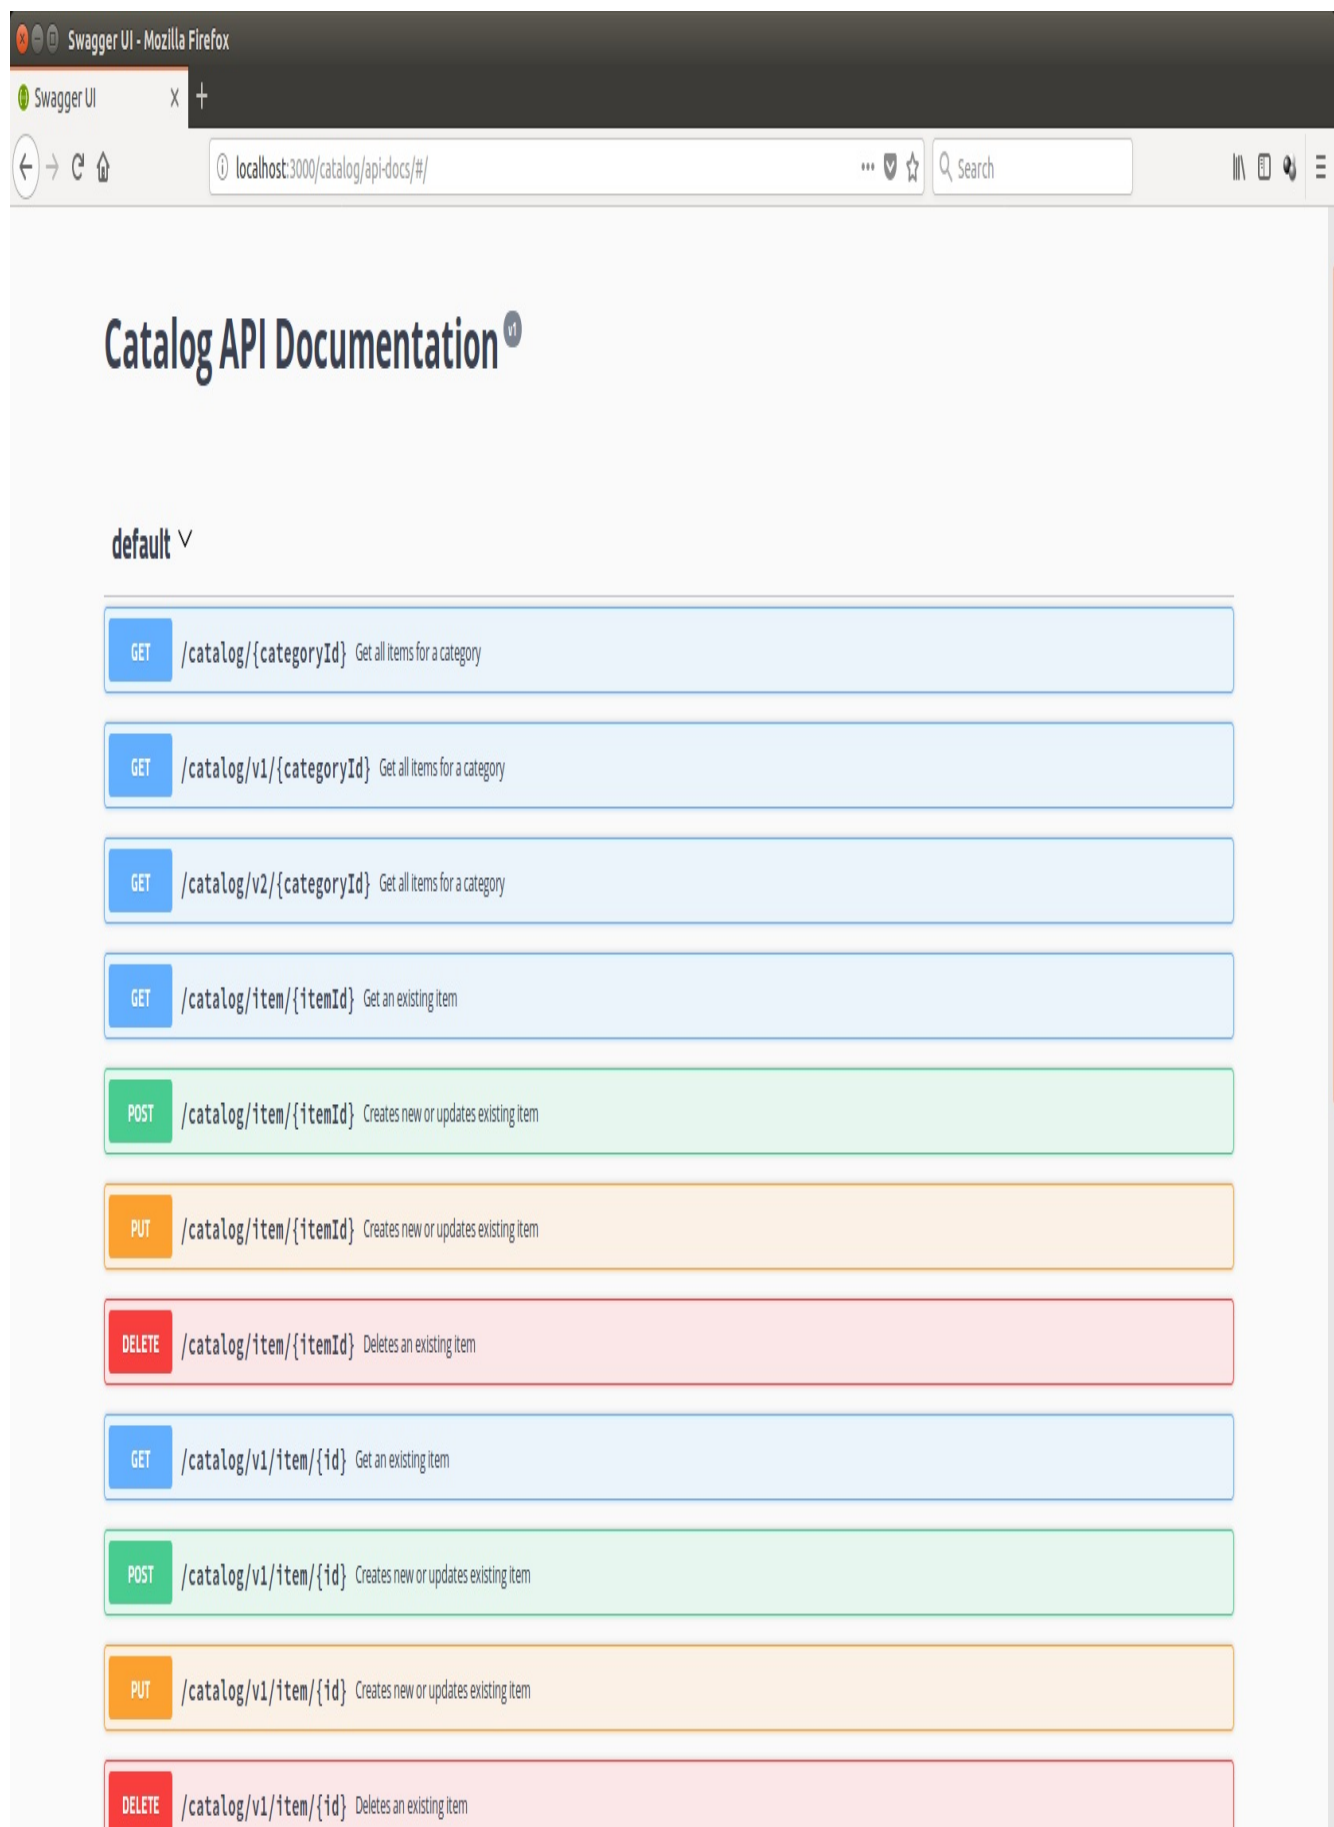 Swagger UI - Mozilla Firefox
Swagger UI
localhost:3000/catalog/api-docs/#/
Search
Catalog API Documentation v1
default
GET /catalog/{categoryId} Get all items for a category
GET /catalog/v1/{categoryId} Get all items for a category
GET /catalog/v2/{categoryId} Get all items for a category
GET /catalog/item/{itemId} Get an existing item
POST /catalog/item/{itemId} Creates new or updates existing item
PUT /catalog/item/{itemId} Creates new or updates existing item
DELETE /catalog/item/{itemId} Deletes an existing item
GET /catalog/v1/item/{id} Get an existing item
POST /catalog/v1/item/{id} Creates new or updates existing item
PUT /catalog/v1/item/{id} Creates new or updates existing item
DELETE /catalog/v1/item/{id} Deletes an existing item